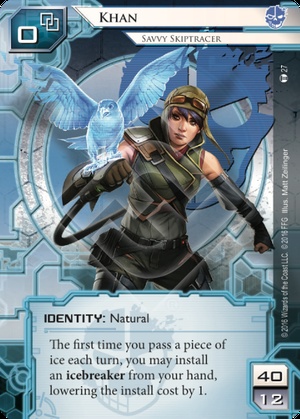 0
Khan
Savvy Skiptracer
27
© 2016 Wizards of the Coast LLC. © 2016 FFG Illus. Matt Zeilinger
IDENTITY: Natural
The first time you pass a piece of
ice each turn, you may install
an icebreaker from your hand,
lowering the install cost by 1.
40
12